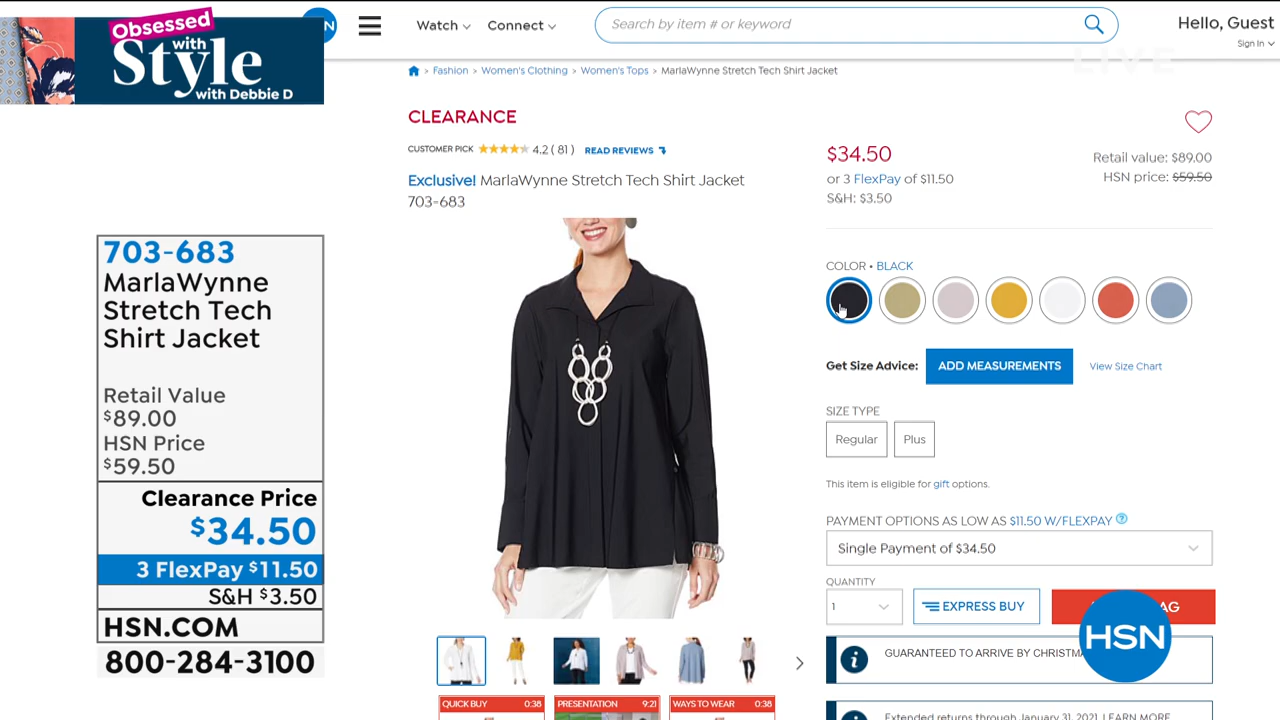 Obsessed
with
Style
with Debbie D
Watch
Connect
Search by item # or keyword
Hello, Guest
Sign In
LIVE
> Fashion > Women's Clothing > Women's Tops > MarlaWynne Stretch Tech Shirt Jacket
CLEARANCE
CUSTOMER PICK 4.2 ( 81 ) READ REVIEWS
Exclusive! MarlaWynne Stretch Tech Shirt Jacket
703-683
$34.50
or 3 FlexPay of $11.50
S&H: $3.50
Retail value: $89.00
HSN price: $59.50
703-683
MarlaWynne
Stretch Tech
Shirt Jacket
Retail Value
$89.00
HSN Price
$59.50
Clearance Price
$34.50
3 FlexPay $11.50
S&H $3.50
HSN.COM
800-284-3100
COLOR • BLACK
Get Size Advice: ADD MEASUREMENTS View Size Chart
SIZE TYPE
Regular Plus
This item is eligible for gift options.
PAYMENT OPTIONS AS LOW AS $11.50 W/FLEXPAY ?
Single Payment of $34.50
QUANTITY
1
EXPRESS BUY
AG
HSN
GUARANTEED TO ARRIVE BY
Extended returns through January 31, 2021. LEARN MORE
QUICK BUY 0:38
PRESENTATION 9:21
WAYS TO WEAR 0:38